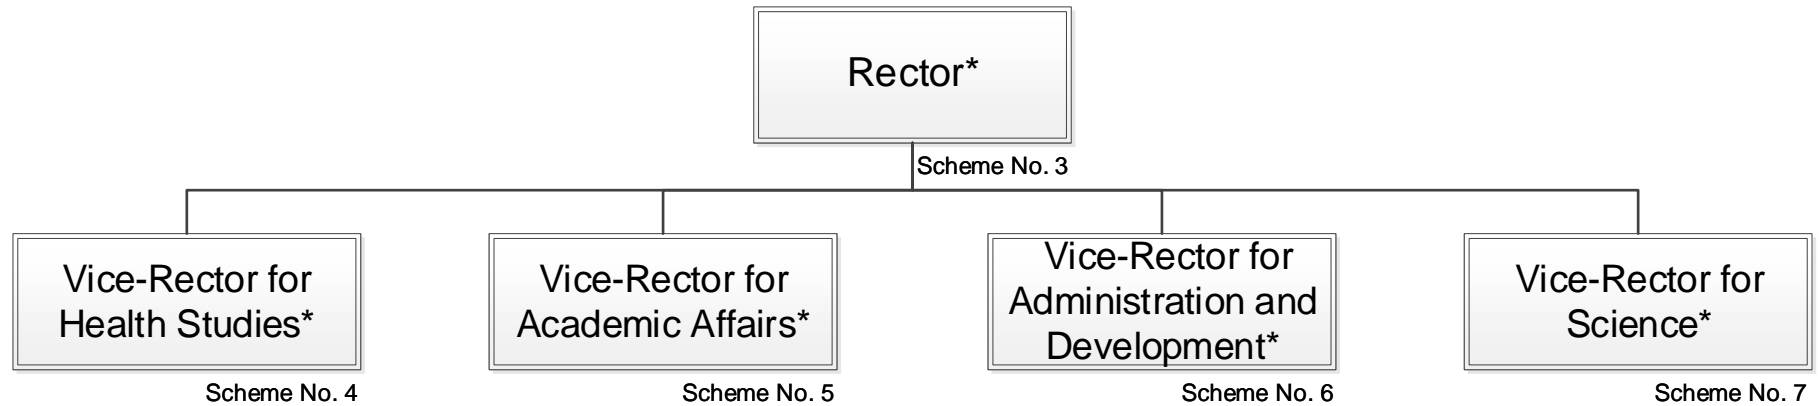 Rector*
Scheme No. 3
Vice-Rector for
Health Studies*
Scheme No. 4
Vice-Rector for
Academic Affairs*
Scheme No. 5
Vice-Rector for
Administration and
Development*
Scheme No. 6
Vice-Rector for
Science*
Scheme No. 7